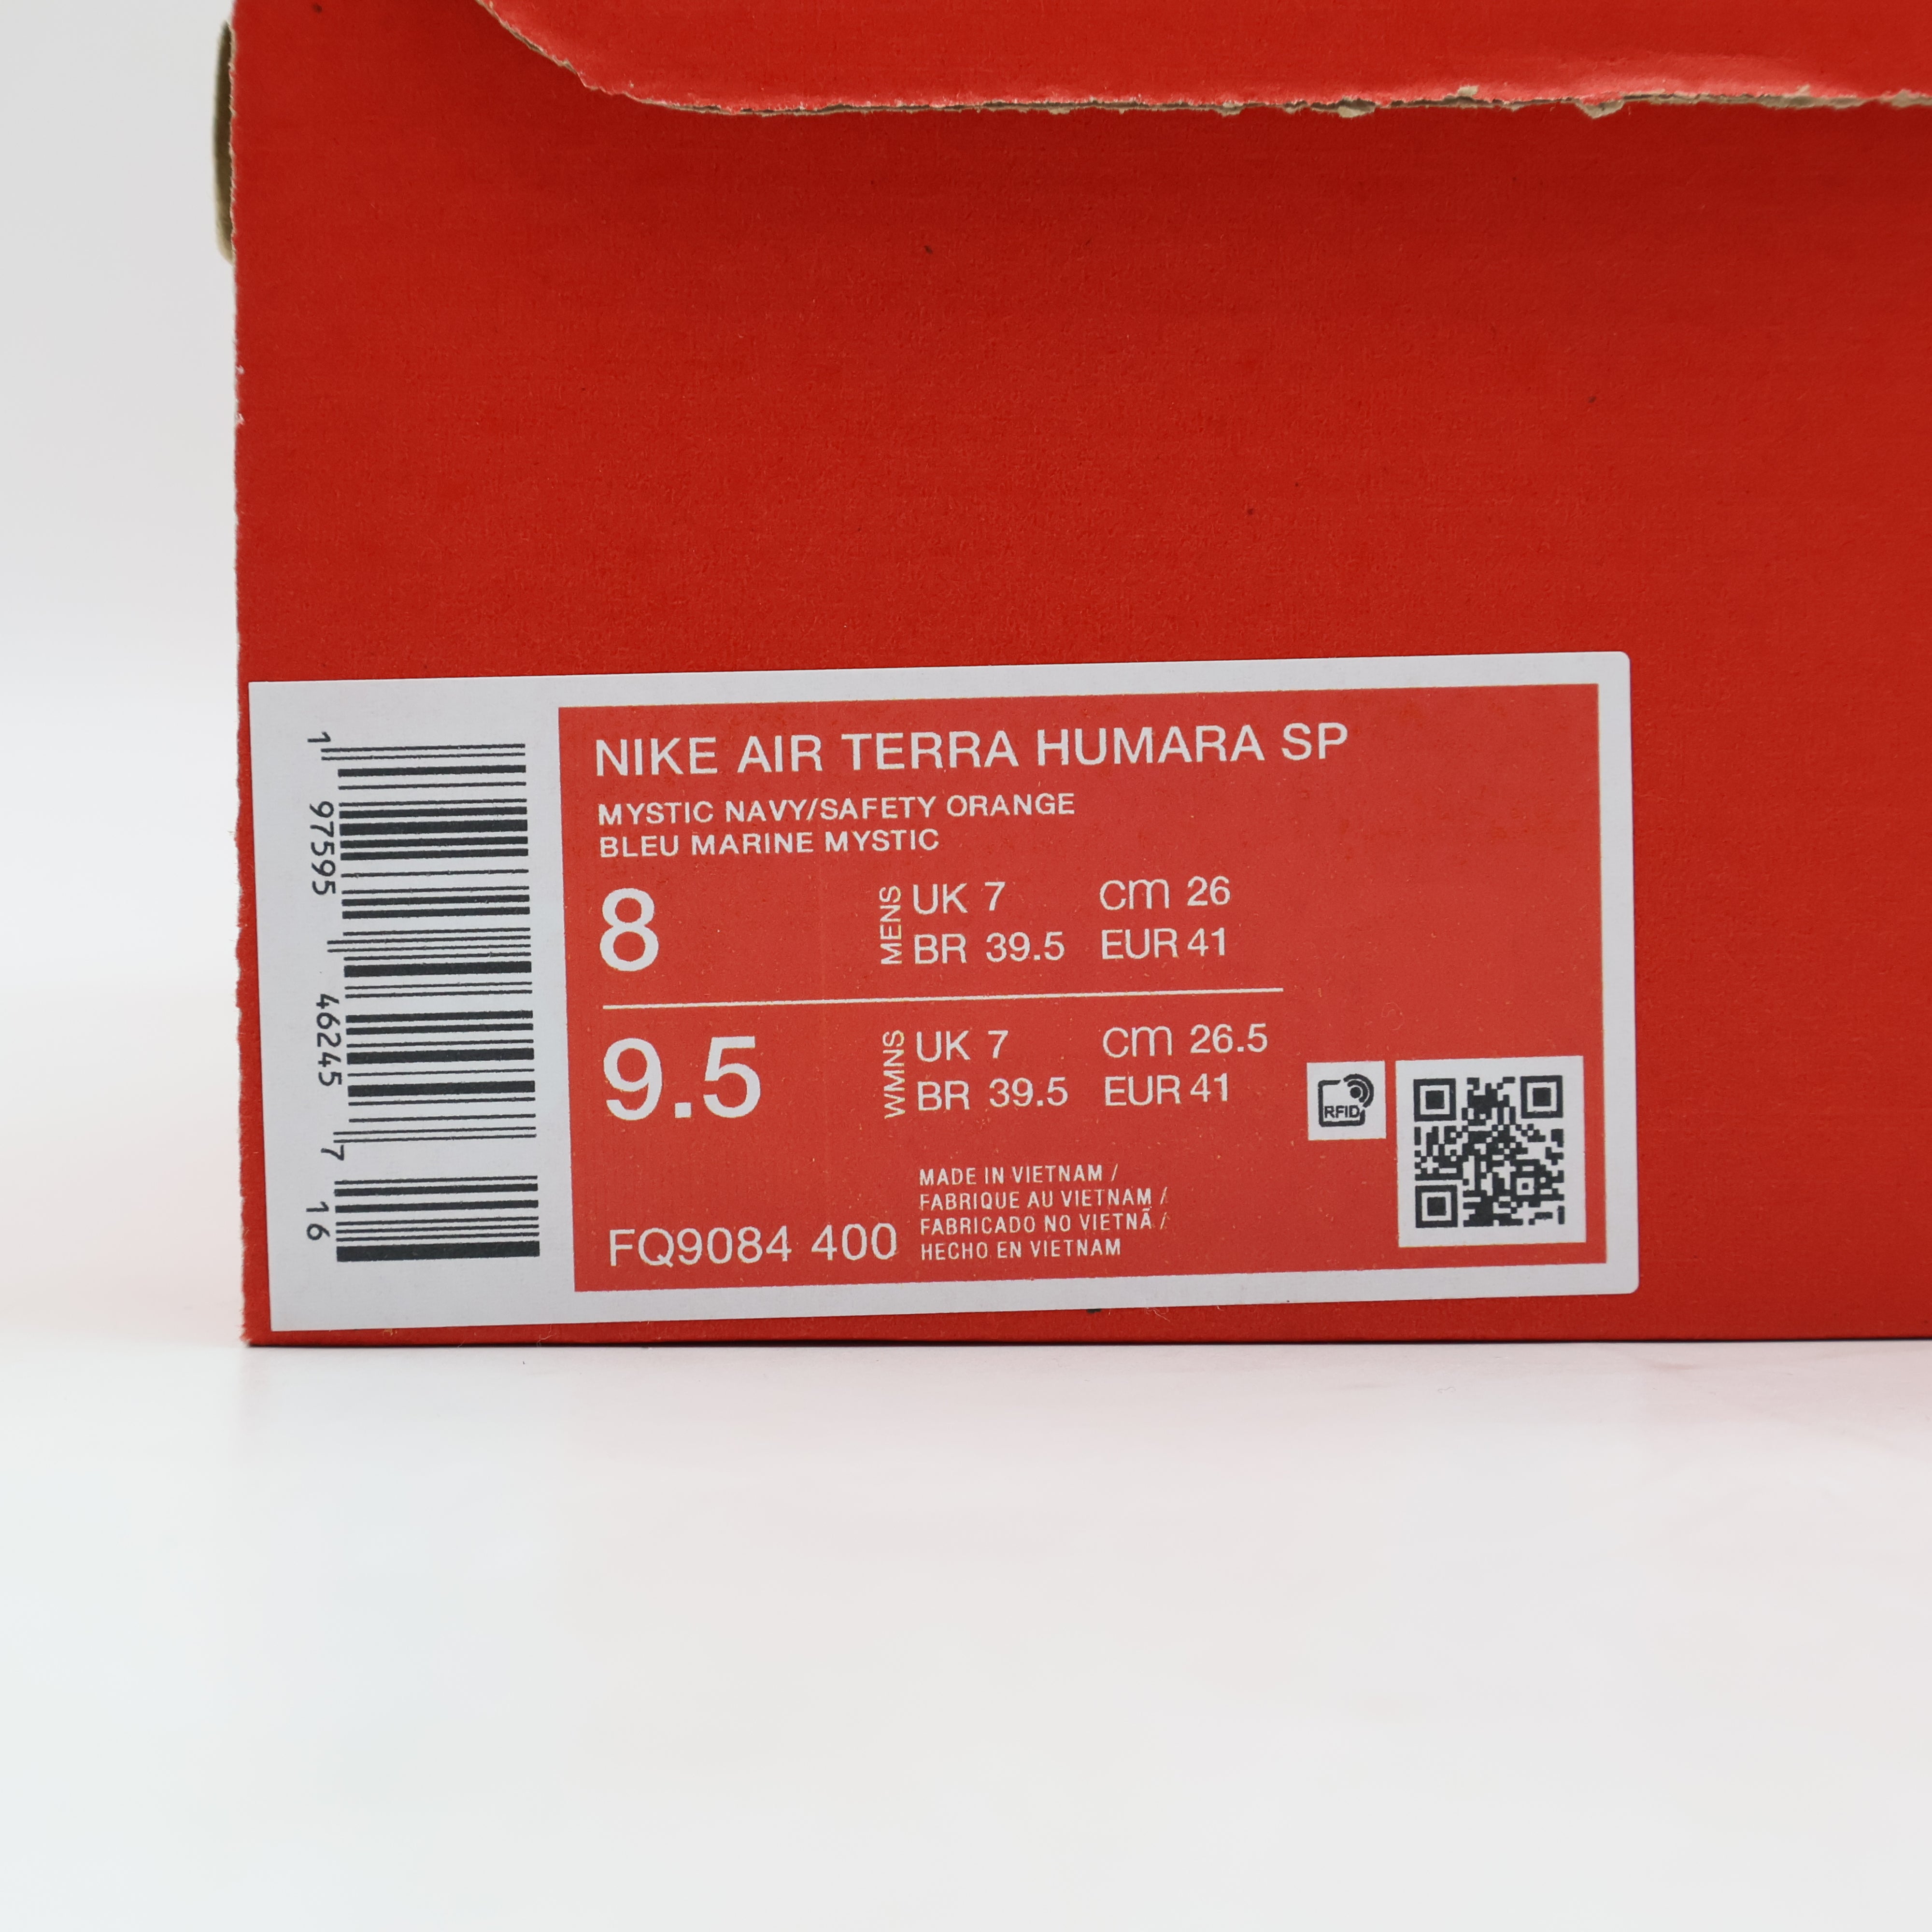 NIKE AIR TERRA HUMARA SP
MYSTIC NAVY/SAFETY ORANGE
BLEU MARINE MYSTIC
8
MENS
UK 7 CM 26
BR 39.5 EUR 41
9.5
WMNS
UK 7 CM 26.5
BR 39.5 EUR 41
RFID
MADE IN VIETNAM /
FABRIQUE AU VIETNAM /
FABRICADO NO VIETNÃ /
HECHO EN VIETNAM
FQ9084 400
1 97595 46245 7 16